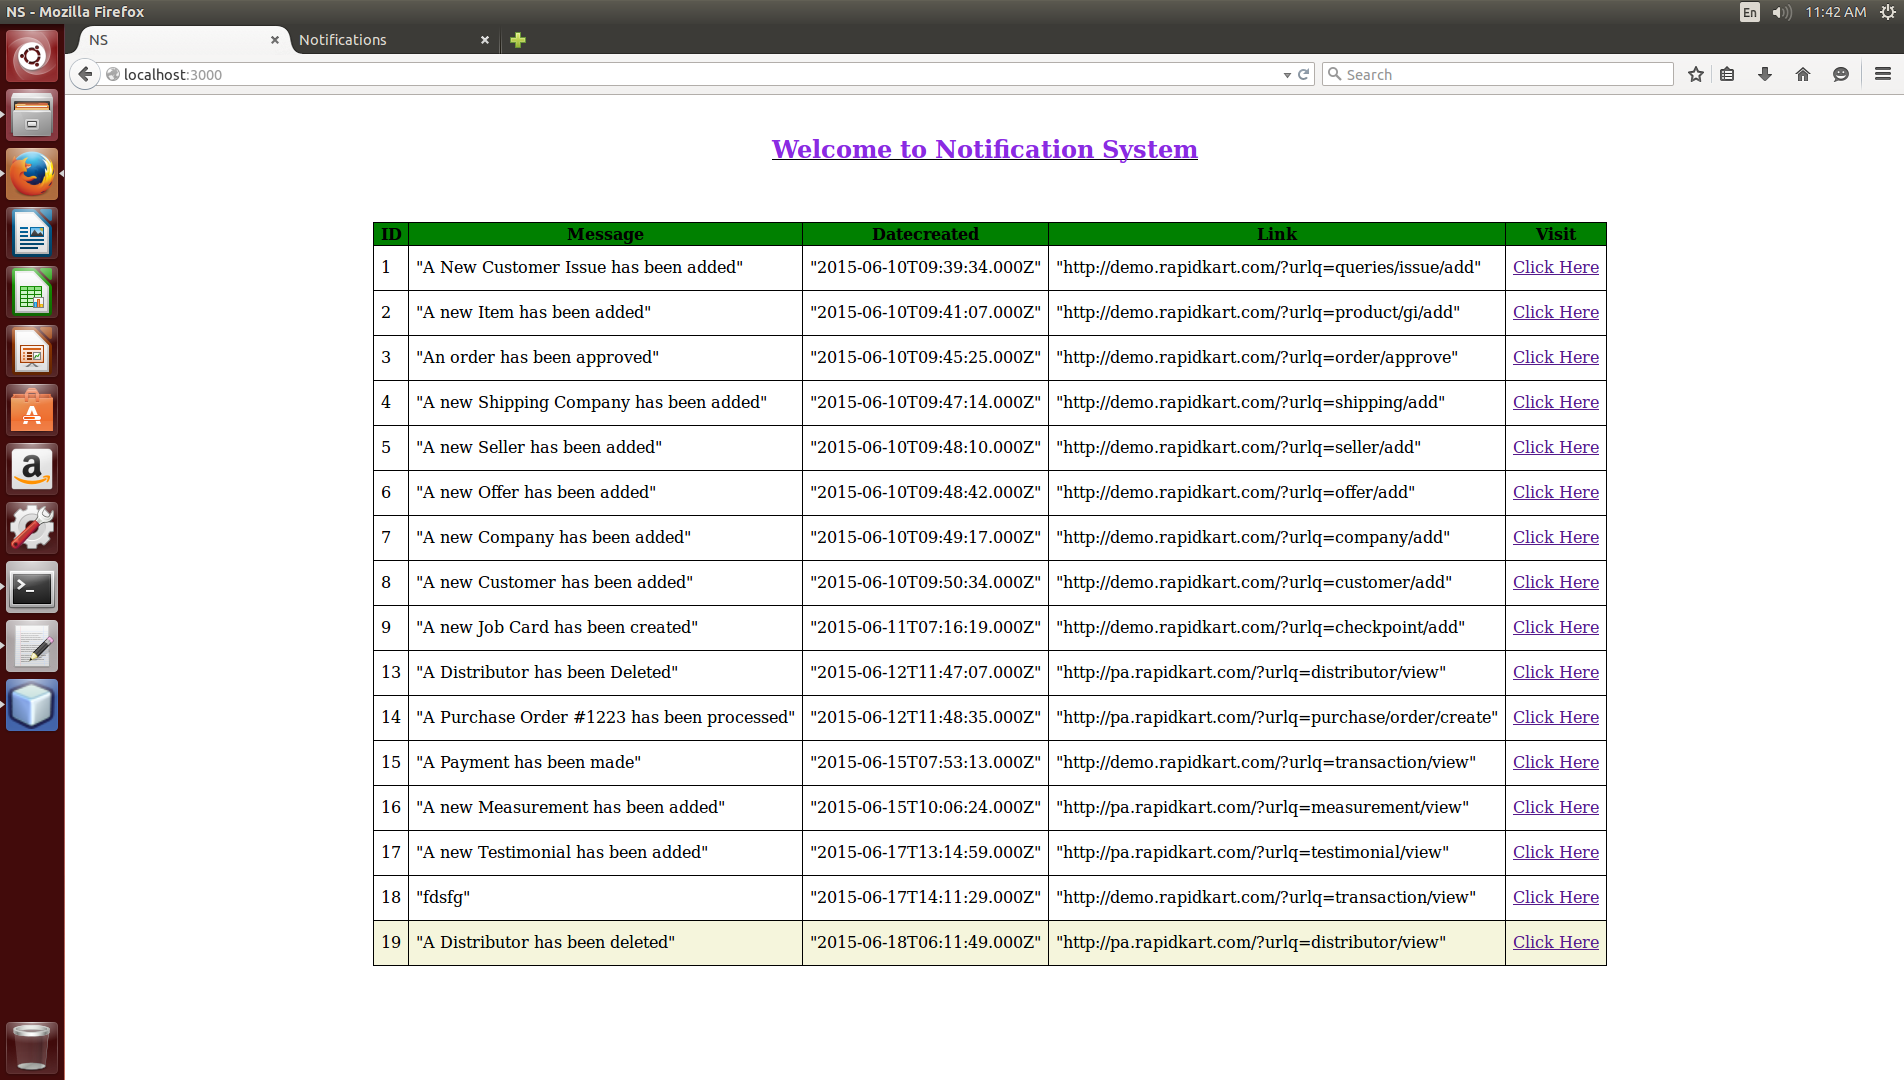 NS - Mozilla Firefox
En
11:42 AM
NS
Notifications
localhost:3000
Search
Welcome to Notification System
ID Message Datecreated Link Visit
1 "A New Customer Issue has been added" "2015-06-10T09:39:34.000Z" "http://demo.rapidkart.com/?urlq=queries/issue/add" Click Here
2 "A new Item has been added" "2015-06-10T09:41:07.000Z" "http://demo.rapidkart.com/?urlq=product/gi/add" Click Here
3 "An order has been approved" "2015-06-10T09:45:25.000Z" "http://demo.rapidkart.com/?urlq=order/approve" Click Here
4 "A new Shipping Company has been added" "2015-06-10T09:47:14.000Z" "http://demo.rapidkart.com/?urlq=shipping/add" Click Here
5 "A new Seller has been added" "2015-06-10T09:48:10.000Z" "http://demo.rapidkart.com/?urlq=seller/add" Click Here
6 "A new Offer has been added" "2015-06-10T09:48:42.000Z" "http://demo.rapidkart.com/?urlq=offer/add" Click Here
7 "A new Company has been added" "2015-06-10T09:49:17.000Z" "http://demo.rapidkart.com/?urlq=company/add" Click Here
8 "A new Customer has been added" "2015-06-10T09:50:34.000Z" "http://demo.rapidkart.com/?urlq=customer/add" Click Here
9 "A new Job Card has been created" "2015-06-11T07:16:19.000Z" "http://demo.rapidkart.com/?urlq=checkpoint/add" Click Here
13 "A Distributor has been Deleted" "2015-06-12T11:47:07.000Z" "http://pa.rapidkart.com/?urlq=distributor/view" Click Here
14 "A Purchase Order #1223 has been processed" "2015-06-12T11:48:35.000Z" "http://pa.rapidkart.com/?urlq=purchase/order/create" Click Here
15 "A Payment has been made" "2015-06-15T07:53:13.000Z" "http://demo.rapidkart.com/?urlq=transaction/view" Click Here
16 "A new Measurement has been added" "2015-06-15T10:06:24.000Z" "http://pa.rapidkart.com/?urlq=measurement/view" Click Here
17 "A new Testimonial has been added" "2015-06-17T13:14:59.000Z" "http://pa.rapidkart.com/?urlq=testimonial/view" Click Here
18 "fdsfg" "2015-06-17T14:11:29.000Z" "http://demo.rapidkart.com/?urlq=transaction/view" Click Here
19 "A Distributor has been deleted" "2015-06-18T06:11:49.000Z" "http://pa.rapidkart.com/?urlq=distributor/view" Click Here